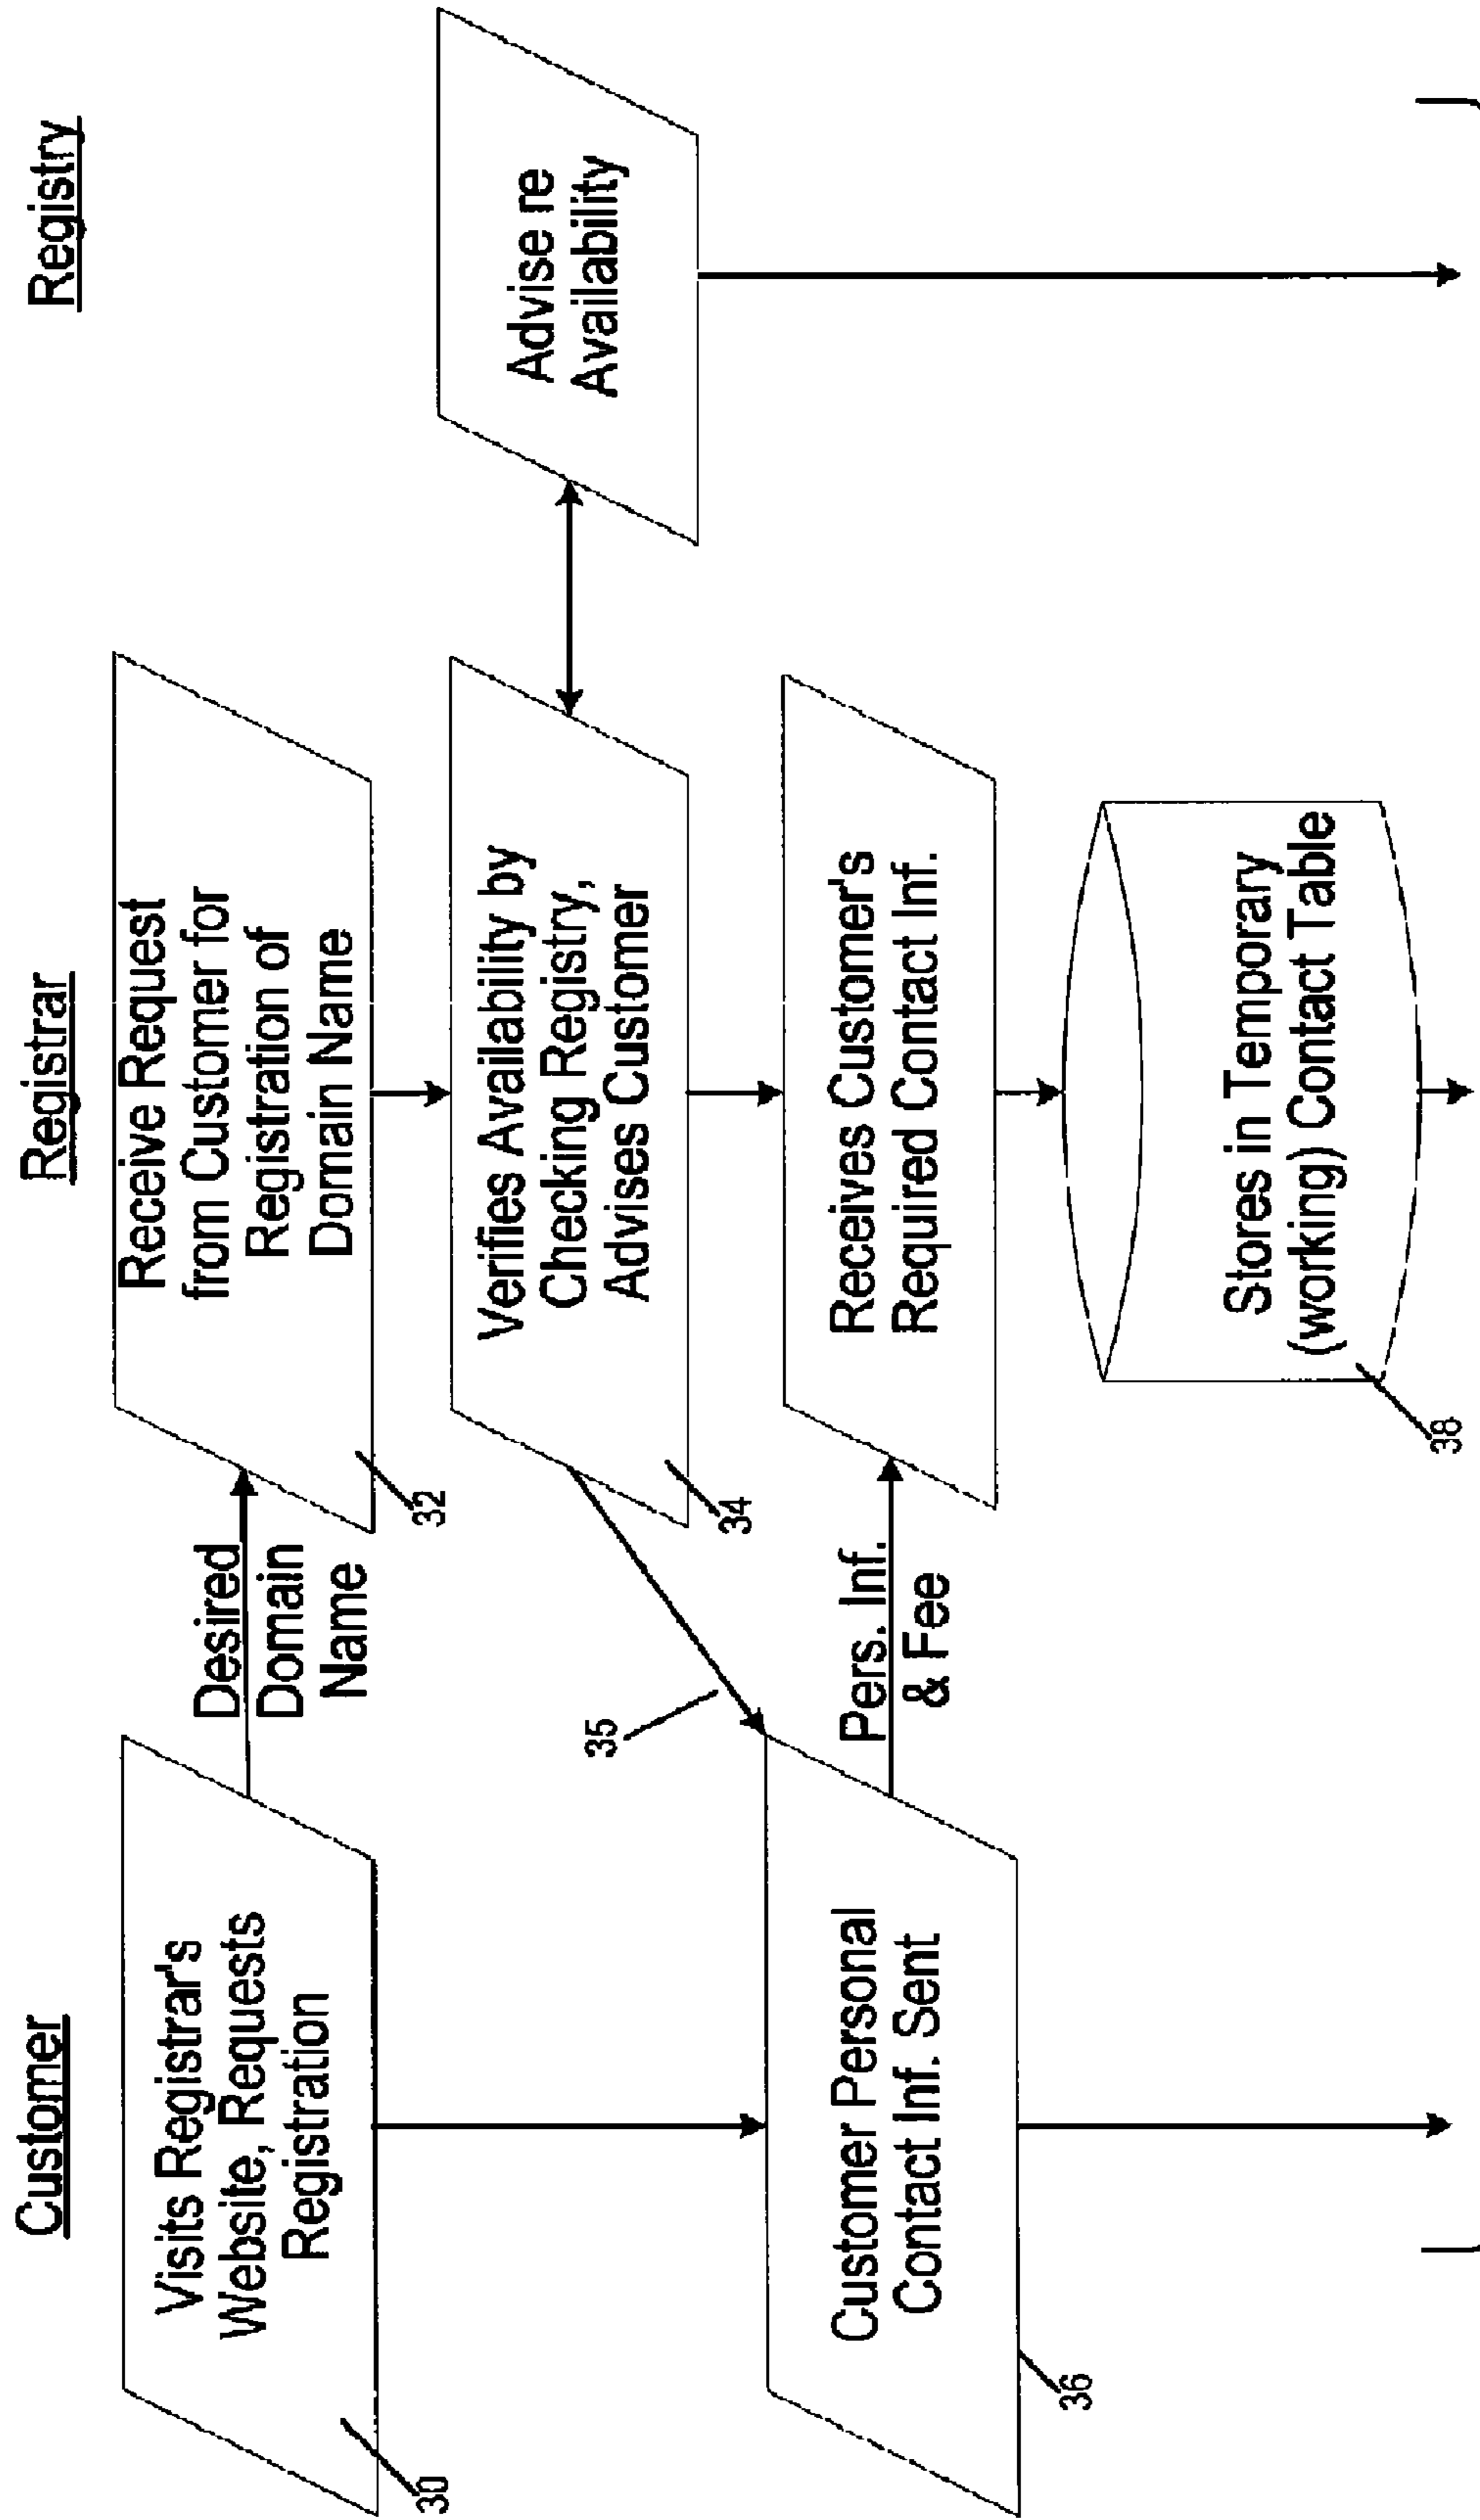 Customer
Registrar
Registry
Visits Registrar's
Website, Requests
Registration
30
Desired
Domain
Name
Receive Request
from Customer for
Registration of
Domain Name
32
Verifies Availability by
Checking Registry,
Advises Customer
34
Advise re
Availability
35
Customer Personal
Contact Inf. Sent
36
Pers. Inf.
& Fee
Receives Customer's
Required Contact Inf.
Stores in Temporary
(working) Contact Table
38